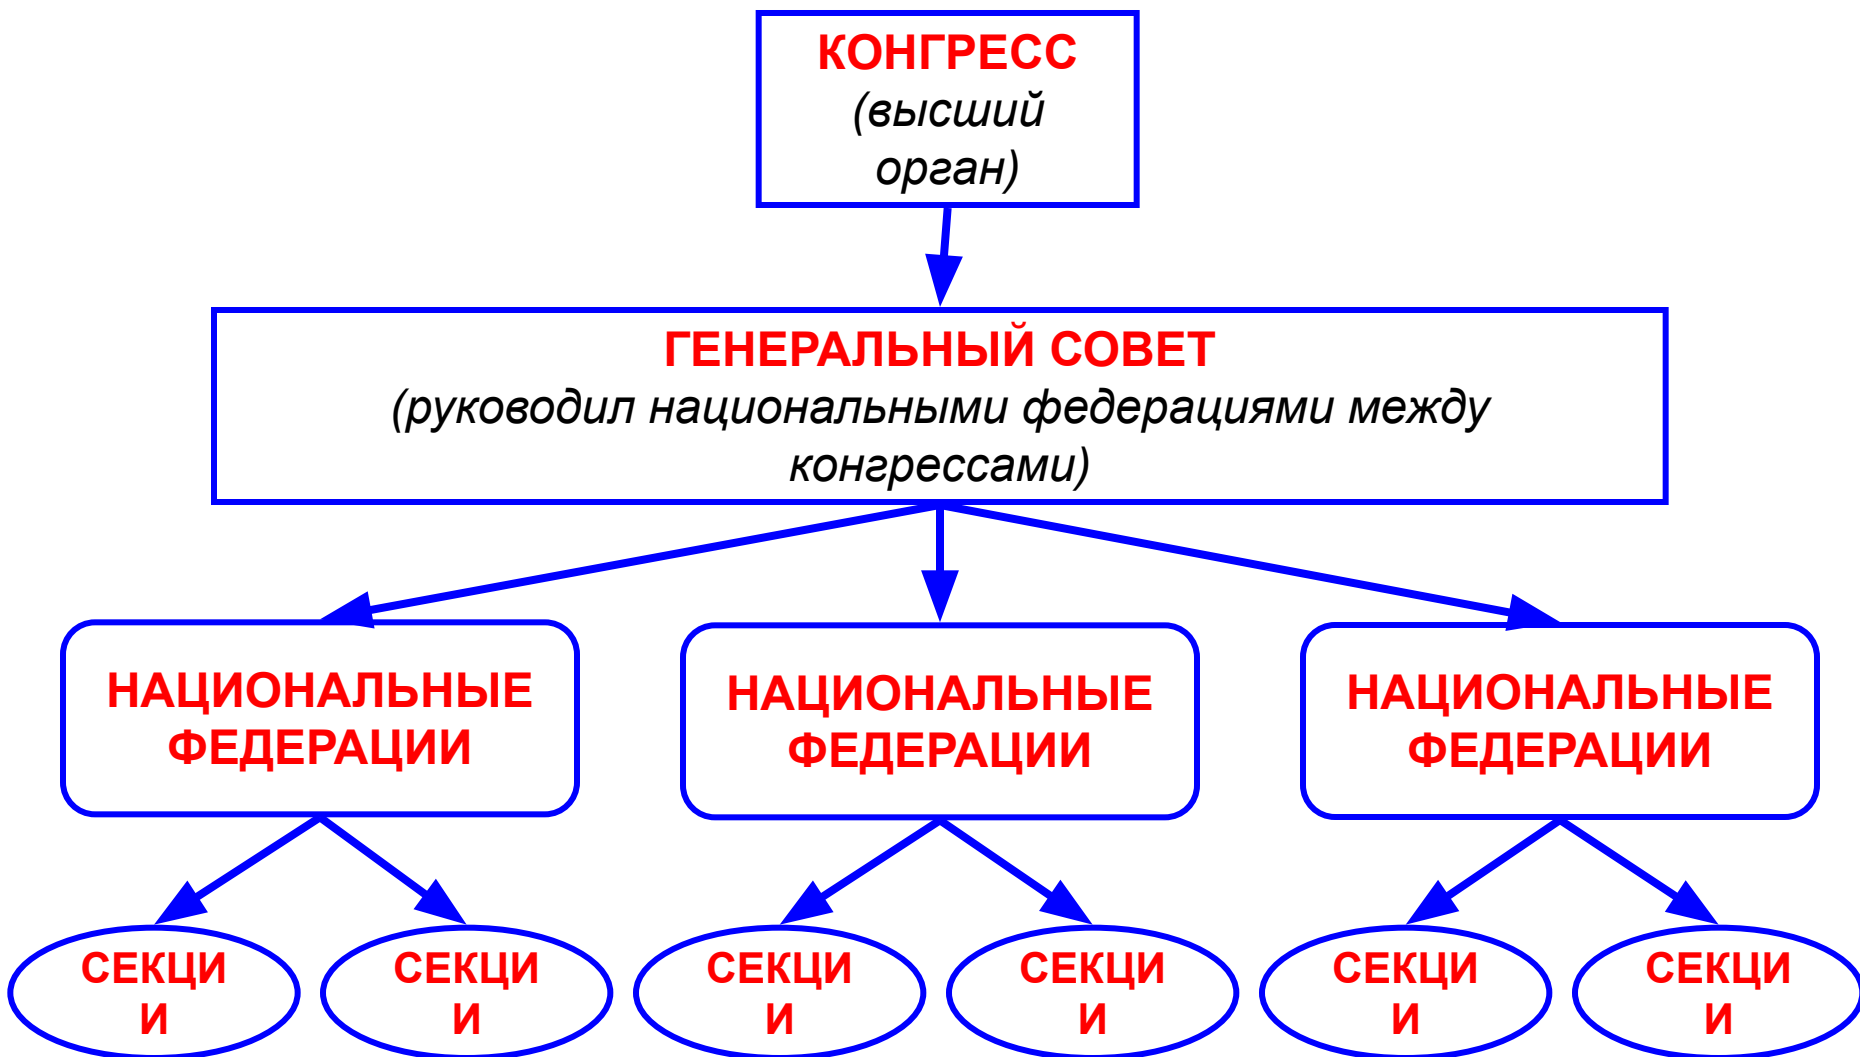 КОНГРЕСС
(высший
орган)
ГЕНЕРАЛЬНЫЙ СОВЕТ
(руководил национальными федерациями между
конгрессами)
НАЦИОНАЛЬНЫЕ
ФЕДЕРАЦИИ
НАЦИОНАЛЬНЫЕ
ФЕДЕРАЦИИ
НАЦИОНАЛЬНЫЕ
ФЕДЕРАЦИИ
СЕКЦИ
И
СЕКЦИ
И
СЕКЦИ
И
СЕКЦИ
И
СЕКЦИ
И
СЕКЦИ
И